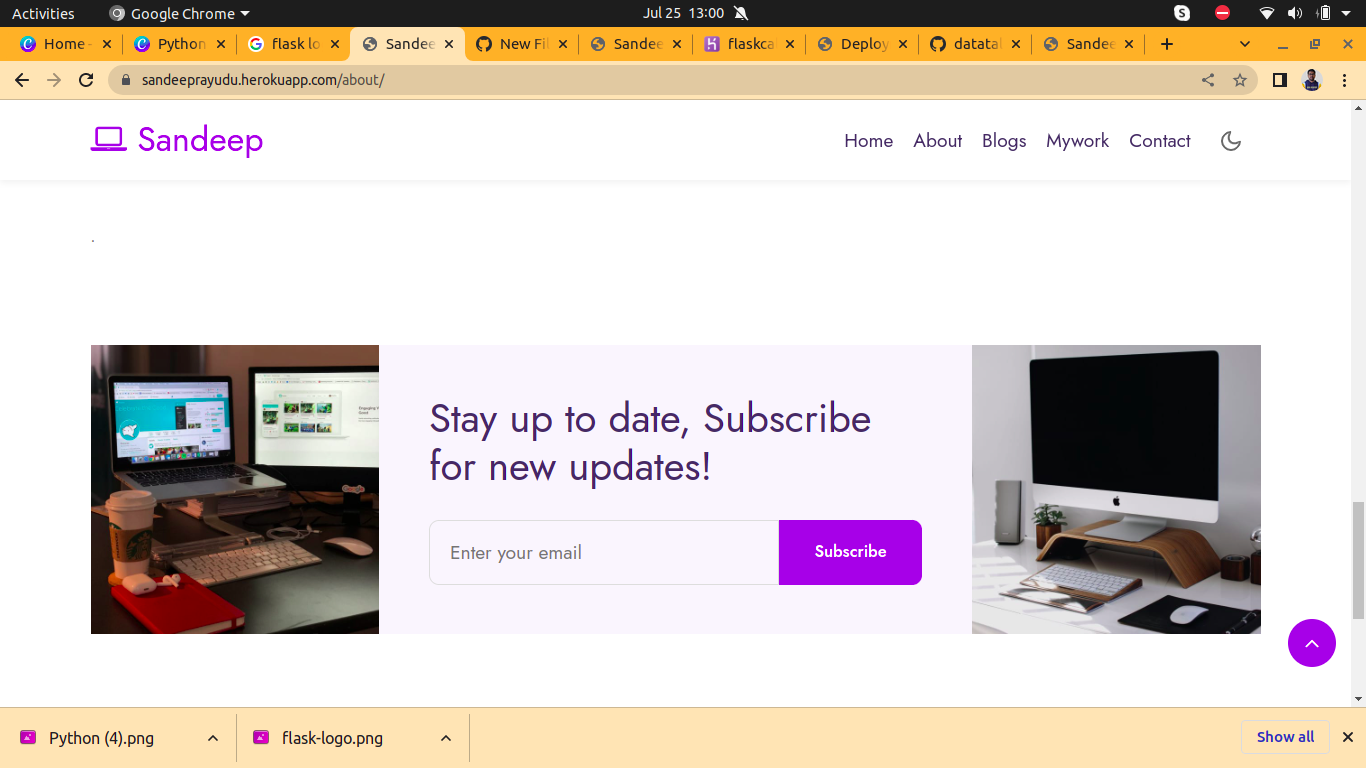 Activities
Google Chrome
Jul 25 13:00
S
Home -
Python
flask lo
Sandee
New Fil
Sandee
flaskcal
Deploy
datatal
Sandee
sandeeprayudu.herokuapp.com/about/
Sandeep
Home
About
Blogs
Mywork
Contact
.
Stay up to date, Subscribe
for new updates!
Enter your email
Subscribe
Python (4).png
flask-logo.png
Show all